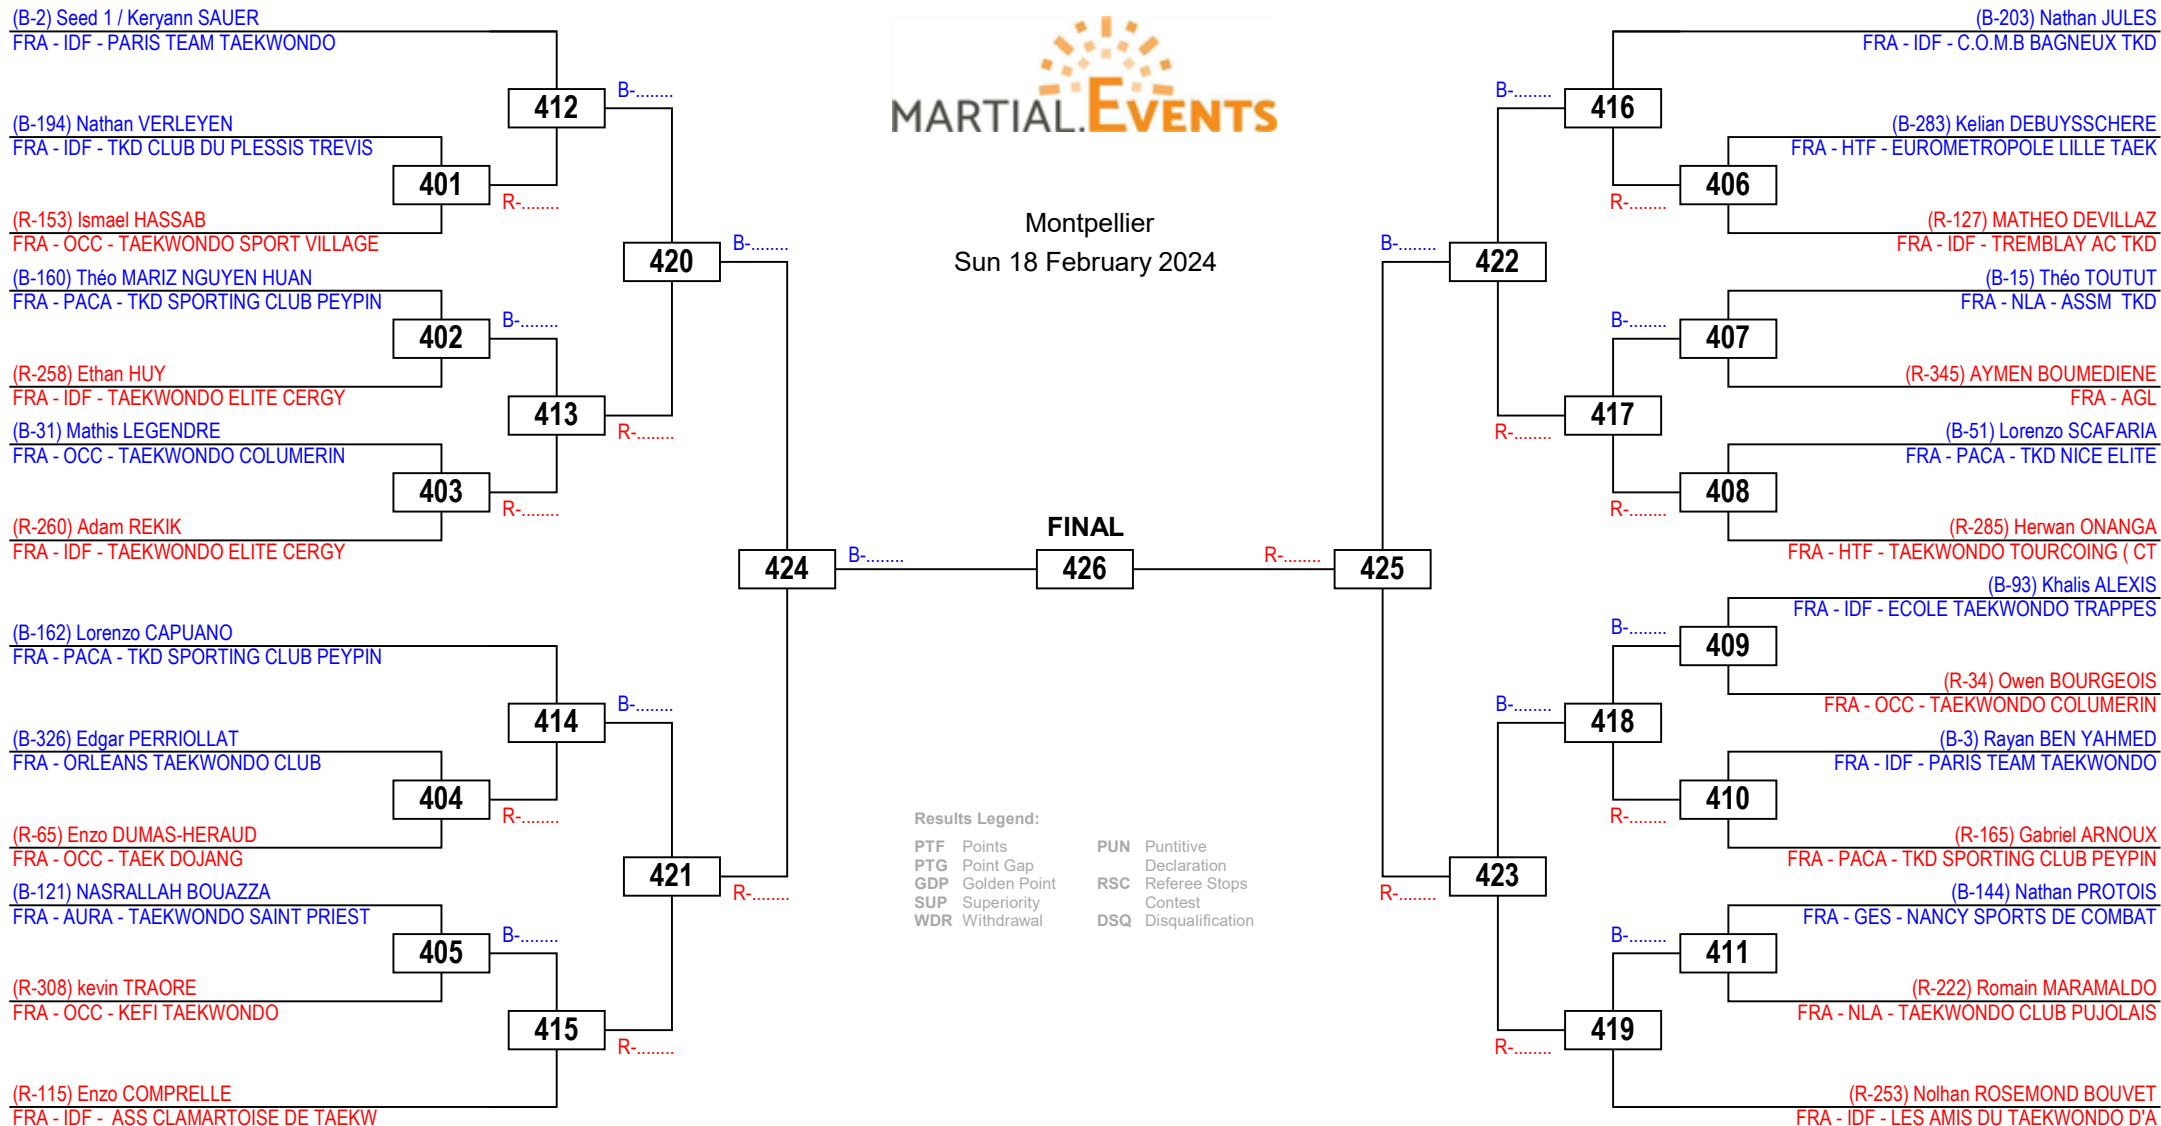 (B-2) Seed 1 / Keryann SAUER
FRA - IDF - PARIS TEAM TAEKWONDO
412
B-........
(B-194) Nathan VERLEYEN
FRA - IDF - TKD CLUB DU PLESSIS TREVIS
401
R-........
(R-153) Ismael HASSAB
FRA - OCC - TAEKWONDO SPORT VILLAGE
420
B-........
(B-160) Théo MARIZ NGUYEN HUAN
FRA - PACA - TKD SPORTING CLUB PEYPIN
402
B-........
(R-258) Ethan HUY
FRA - IDF - TAEKWONDO ELITE CERGY
413
R-........
(B-31) Mathis LEGENDRE
FRA - OCC - TAEKWONDO COLUMERIN
403
R-........
(R-260) Adam REKIK
FRA - IDF - TAEKWONDO ELITE CERGY
424
B-........
(B-162) Lorenzo CAPUANO
FRA - PACA - TKD SPORTING CLUB PEYPIN
414
B-........
(B-326) Edgar PERRIOLLAT
FRA - ORLEANS TAEKWONDO CLUB
404
R-........
(R-65) Enzo DUMAS-HERAUD
FRA - OCC - TAEK DOJANG
421
R-........
(B-121) NASRALLAH BOUAZZA
FRA - AURA - TAEKWONDO SAINT PRIEST
405
B-........
(R-308) kevin TRAORE
FRA - OCC - KEFI TAEKWONDO
415
R-........
(R-115) Enzo COMPRELLE
FRA - IDF -  ASS CLAMARTOISE DE TAEKW
MARTIAL.EVENTS
Montpellier
Sun 18 February 2024
FINAL
426
Results Legend:
PTF Points
PTG Point Gap
GDP Golden Point
SUP Superiority
WDR Withdrawal
PUN Puntitive
Declaration
RSC Referee Stops
Contest
DSQ Disqualification
(B-203) Nathan JULES
FRA - IDF - C.O.M.B BAGNEUX TKD
B-........
416
(B-283) Kelian DEBUYSSCHERE
FRA - HTF - EUROMETROPOLE LILLE TAEK
406
R-........
(R-127) MATHEO DEVILLAZ
FRA - IDF - TREMBLAY AC TKD
B-........
422
(B-15) Théo TOUTUT
FRA - NLA - ASSM  TKD
B-........
407
(R-345) AYMEN BOUMEDIENE
FRA - AGL
417
R-........
(B-51) Lorenzo SCAFARIA
FRA - PACA - TKD NICE ELITE
408
R-........
(R-285) Herwan ONANGA
FRA - HTF - TAEKWONDO TOURCOING ( CT
R-........
425
(B-93) Khalis ALEXIS
FRA - IDF - ECOLE TAEKWONDO TRAPPES
B-........
409
(R-34) Owen BOURGEOIS
FRA - OCC - TAEKWONDO COLUMERIN
B-........
418
(B-3) Rayan BEN YAHMED
FRA - IDF - PARIS TEAM TAEKWONDO
410
R-........
(R-165) Gabriel ARNOUX
FRA - PACA - TKD SPORTING CLUB PEYPIN
423
R-........
(B-144) Nathan PROTOIS
FRA - GES - NANCY SPORTS DE COMBAT
B-........
411
(R-222) Romain MARAMALDO
FRA - NLA - TAEKWONDO CLUB PUJOLAIS
419
R-........
(R-253) Nolhan ROSEMOND BOUVET
FRA - IDF - LES AMIS DU TAEKWONDO D'A